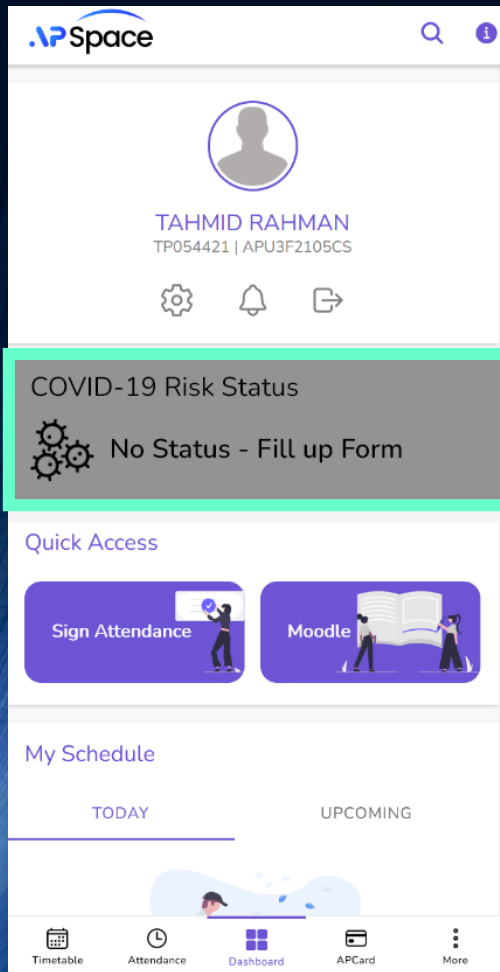 APSpace
TAHMID RAHMAN
TP054421 | APU3F2105CS
COVID-19 Risk Status
No Status - Fill up Form
Quick Access
Sign Attendance
Moodle
My Schedule
TODAY
UPCOMING
Timetable
Attendance
Dashboard
APCard
More